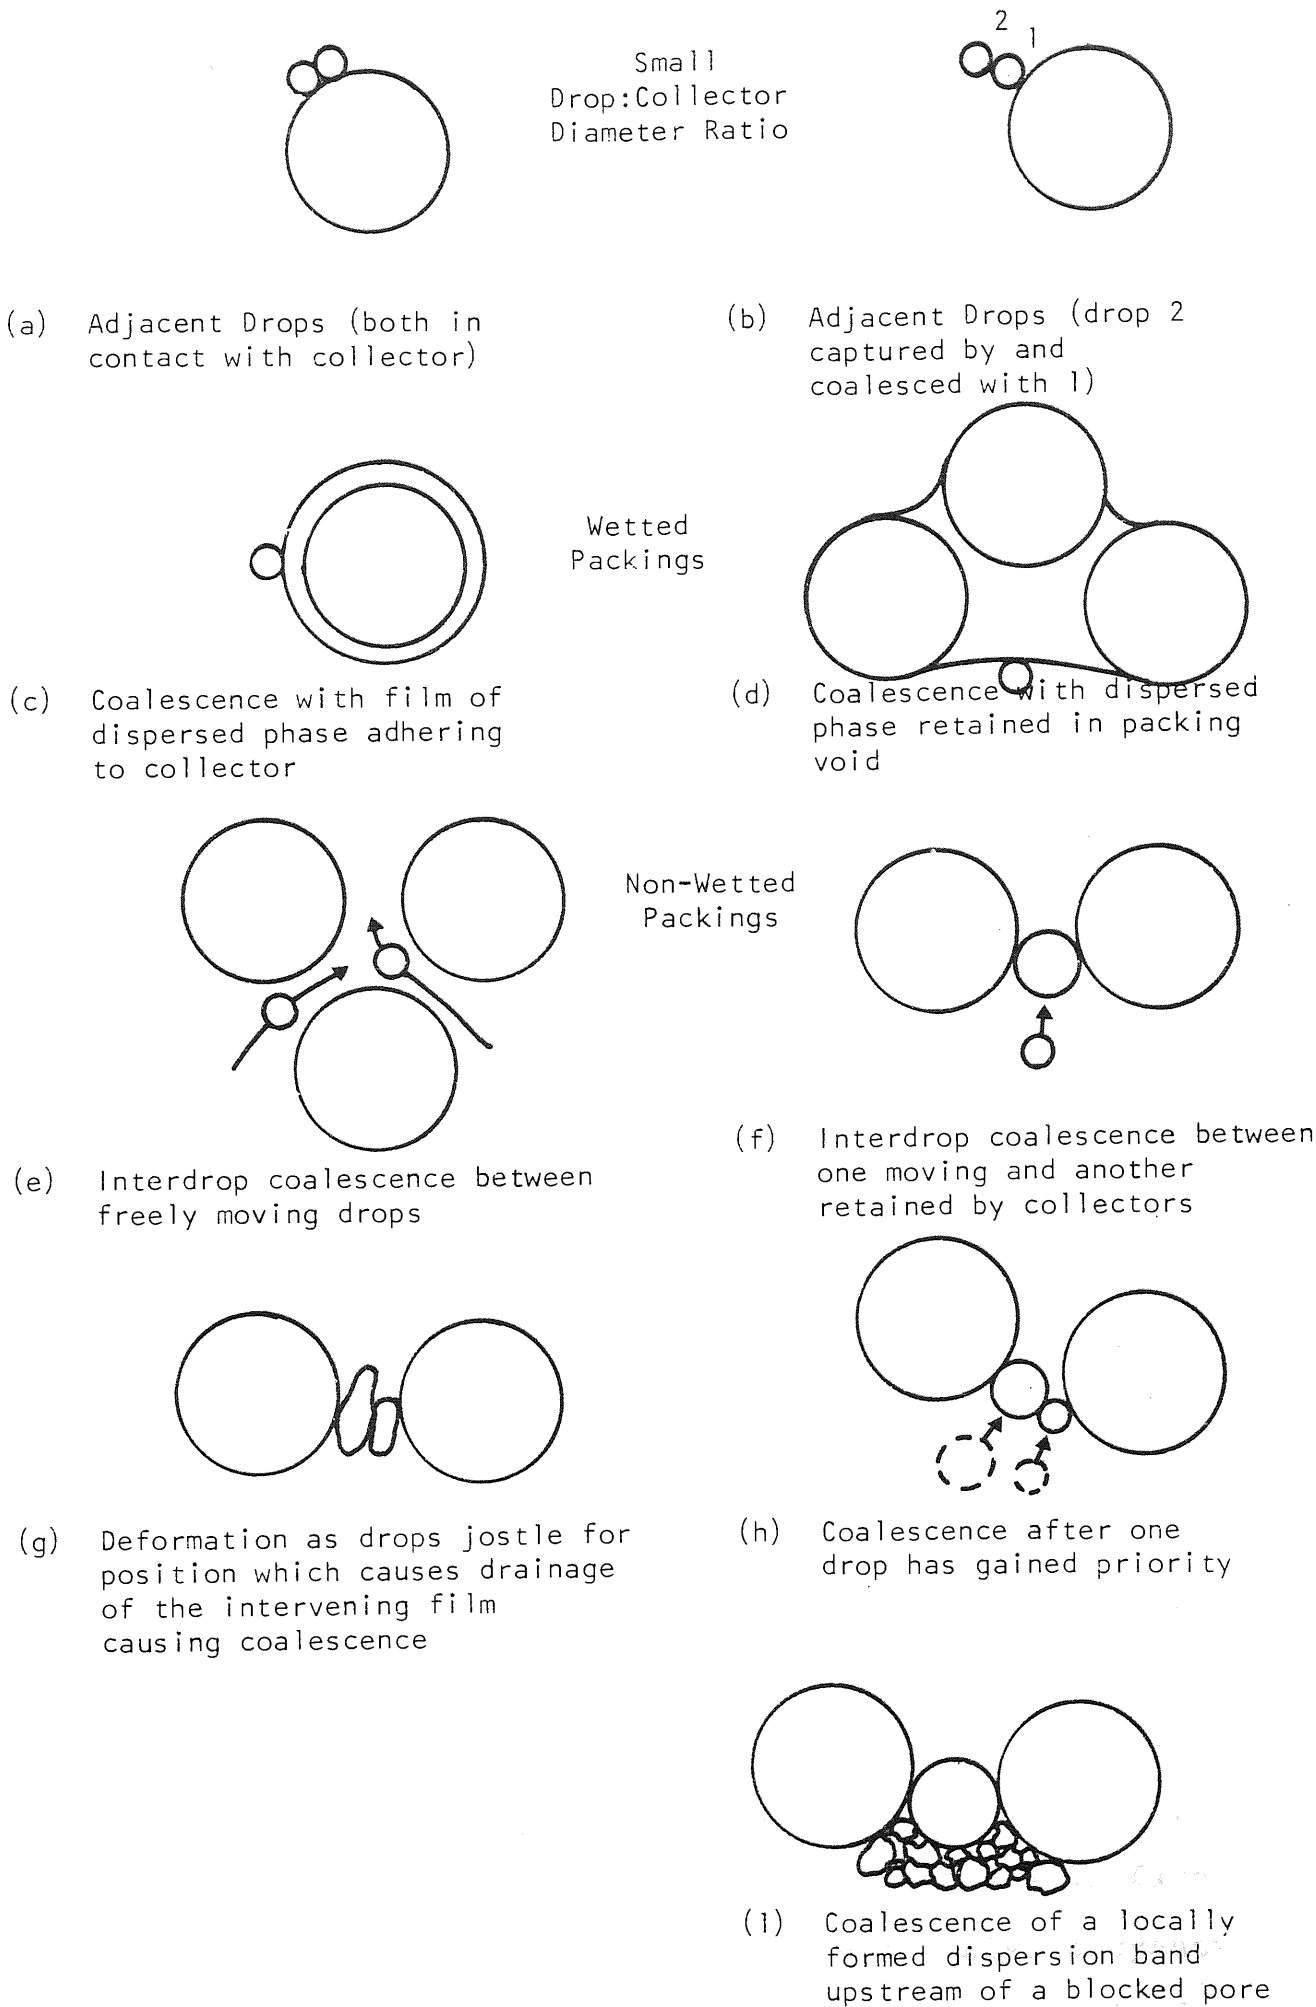 Small
Drop:Collector
Diameter Ratio
2
1
(a) Adjacent Drops (both in
contact with collector)
(b) Adjacent Drops (drop 2
captured by and
coalesced with 1)
Wetted
Packings
(c) Coalescence with film of
dispersed phase adhering
to collector
(d) Coalescence with dispersed
phase retained in packing
void
Non-Wetted
Packings
(e) Interdrop coalescence between
freely moving drops
(f) Interdrop coalescence between
one moving and another
retained by collectors
(g) Deformation as drops jostle for
position which causes drainage
of the intervening film
causing coalescence
(h) Coalescence after one
drop has gained priority
(l) Coalescence of a locally
formed dispersion band
upstream of a blocked pore